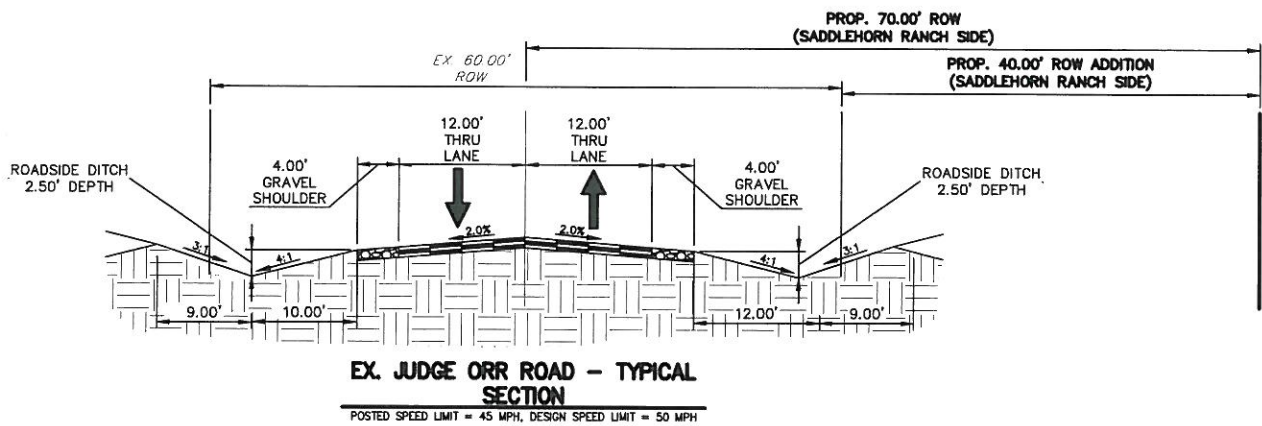 PROP. 70.00' ROW
(SADDLEHORN RANCH SIDE)
EX. 60.00'
ROW
PROP. 40.00' ROW ADDITION
(SADDLEHORN RANCH SIDE)
12.00'
THRU
LANE
12.00'
THRU
LANE
ROADSIDE DITCH
2.50' DEPTH
4.00'
GRAVEL
SHOULDER
4.00'
GRAVEL
SHOULDER
ROADSIDE DITCH
2.50' DEPTH
3:1
4:1
2.0%
2.0%
4:1
3:1
9.00'
10.00'
12.00'
9.00'
EX. JUDGE ORR ROAD - TYPICAL
SECTION
POSTED SPEED LIMIT = 45 MPH, DESIGN SPEED LIMIT = 50 MPH